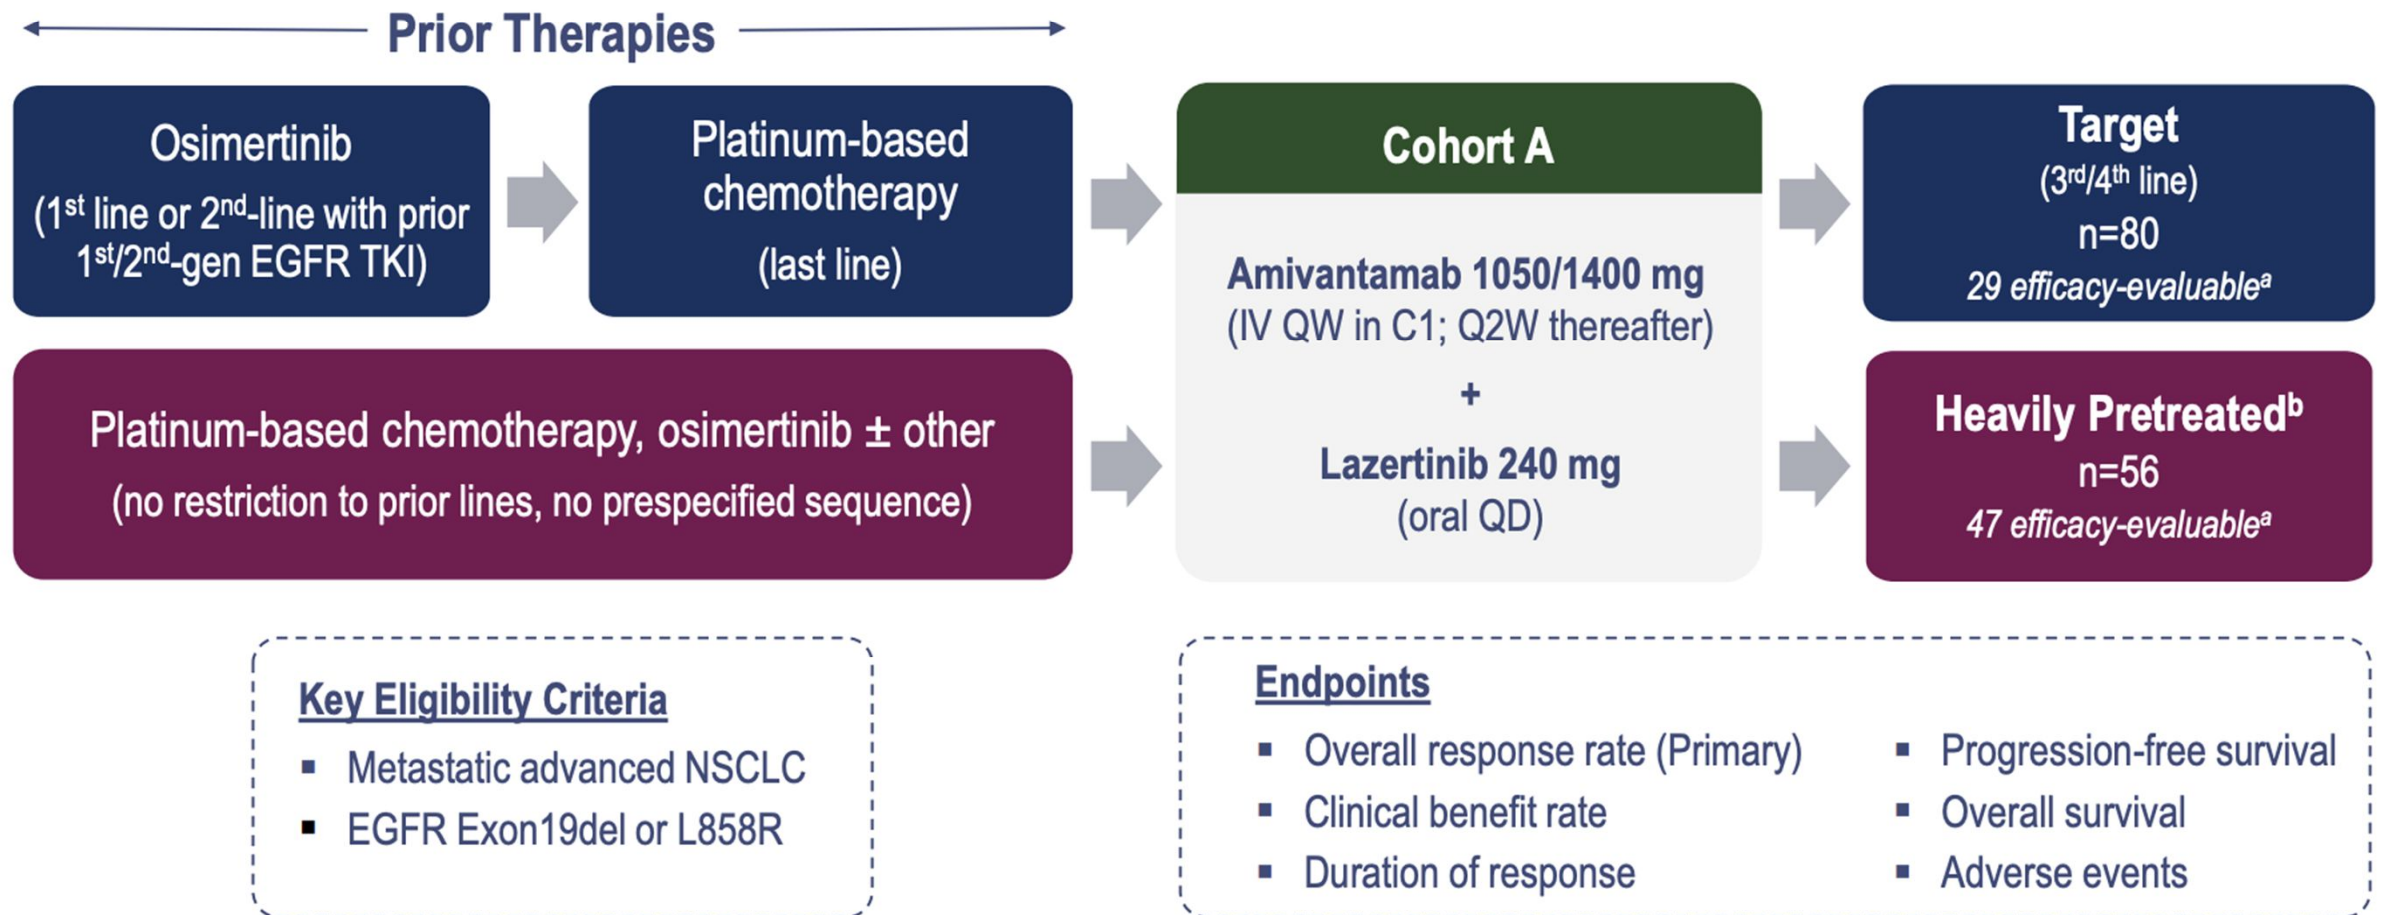 Prior Therapies
Osimertinib
(1st line or 2nd-line with prior
1st/2nd-gen EGFR TKI)
Platinum-based
chemotherapy
(last line)
Platinum-based chemotherapy, osimertinib ± other
(no restriction to prior lines, no prespecified sequence)
Cohort A
Amivantamab 1050/1400 mg
(IV QW in C1; Q2W thereafter)
+
Lazertinib 240 mg
(oral QD)
Target
(3rd/4th line)
n=80
29 efficacy-evaluablea
Heavily Pretreatedb
n=56
47 efficacy-evaluablea
Key Eligibility Criteria
▪ Metastatic advanced NSCLC
▪ EGFR Exon19del or L858R
Endpoints
▪ Overall response rate (Primary)
▪ Clinical benefit rate
▪ Duration of response
▪ Progression-free survival
▪ Overall survival
▪ Adverse events